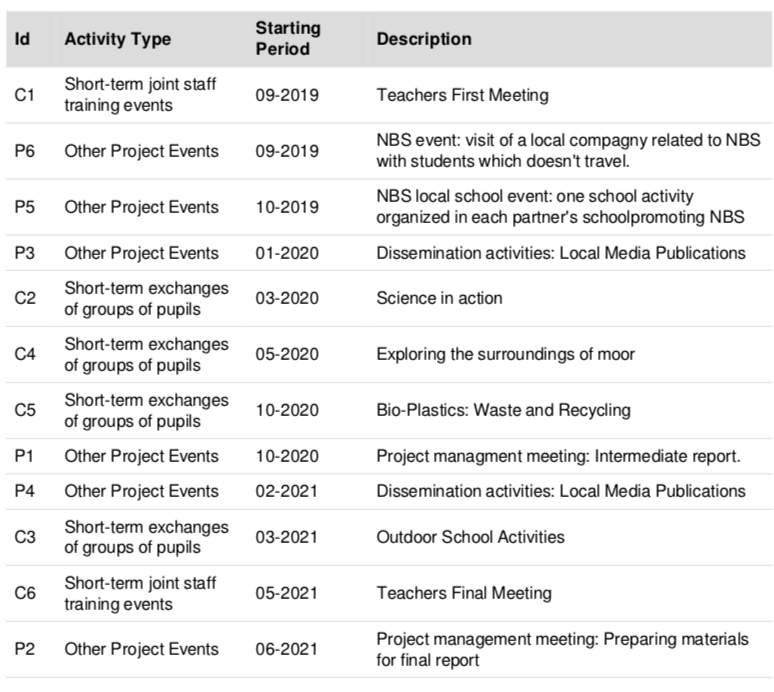 Id Activity Type Starting Period Description
C1 Short-term joint staff training events 09-2019 Teachers First Meeting
P6 Other Project Events 09-2019 NBS event: visit of a local compagny related to NBS
with students which doesn't travel.
P5 Other Project Events 10-2019 NBS local school event: one school activity
organized in each partner's schoolpromoting NBS
P3 Other Project Events 01-2020 Dissemination activities: Local Media Publications
C2 Short-term exchanges of groups of pupils 03-2020 Science in action
C4 Short-term exchanges of groups of pupils 05-2020 Exploring the surroundings of moor
C5 Short-term exchanges of groups of pupils 10-2020 Bio-Plastics: Waste and Recycling
P1 Other Project Events 10-2020 Project managment meeting: Intermediate report.
P4 Other Project Events 02-2021 Dissemination activities: Local Media Publications
C3 Short-term exchanges of groups of pupils 03-2021 Outdoor School Activities
C6 Short-term joint staff training events 05-2021 Teachers Final Meeting
P2 Other Project Events 06-2021 Project management meeting: Preparing materials
for final report